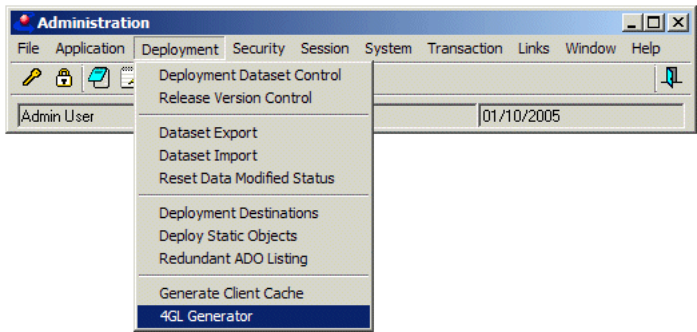 Administration
File Application Deployment Security Session System Transaction Links Window Help
Admin User 01/10/2005
Deployment Dataset Control
Release Version Control
Dataset Export
Dataset Import
Reset Data Modified Status
Deployment Destinations
Deploy Static Objects
Redundant ADO Listing
Generate Client Cache
4GL Generator